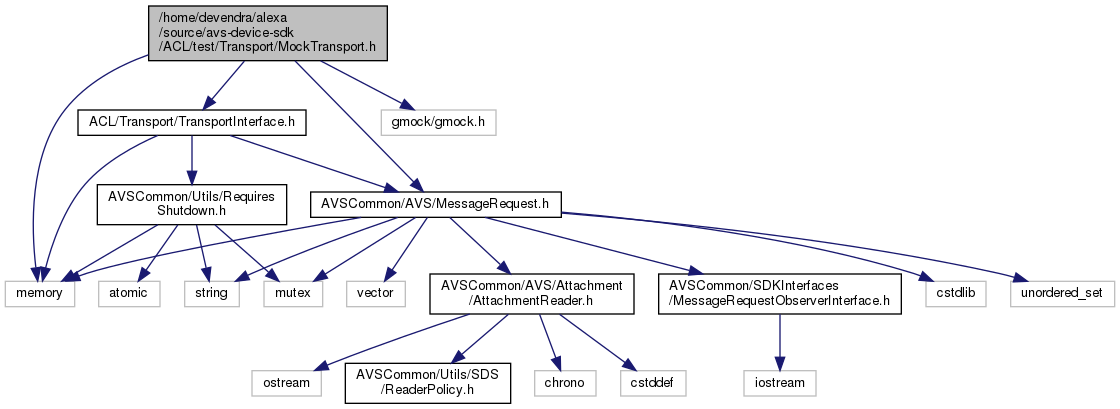 /home/devendra/alexa
/source/avs-device-sdk
/ACL/test/Transport/MockTransport.h
ACL/Transport/TransportInterface.h
gmock/gmock.h
AVSCommon/Utils/Requires
Shutdown.h
AVSCommon/AVS/MessageRequest.h
memory
atomic
string
mutex
vector
AVSCommon/AVS/Attachment
/AttachmentReader.h
AVSCommon/SDKInterfaces
/MessageRequestObserverInterface.h
cstdlib
unordered_set
ostream
AVSCommon/Utils/SDS
/ReaderPolicy.h
chrono
cstddef
iostream